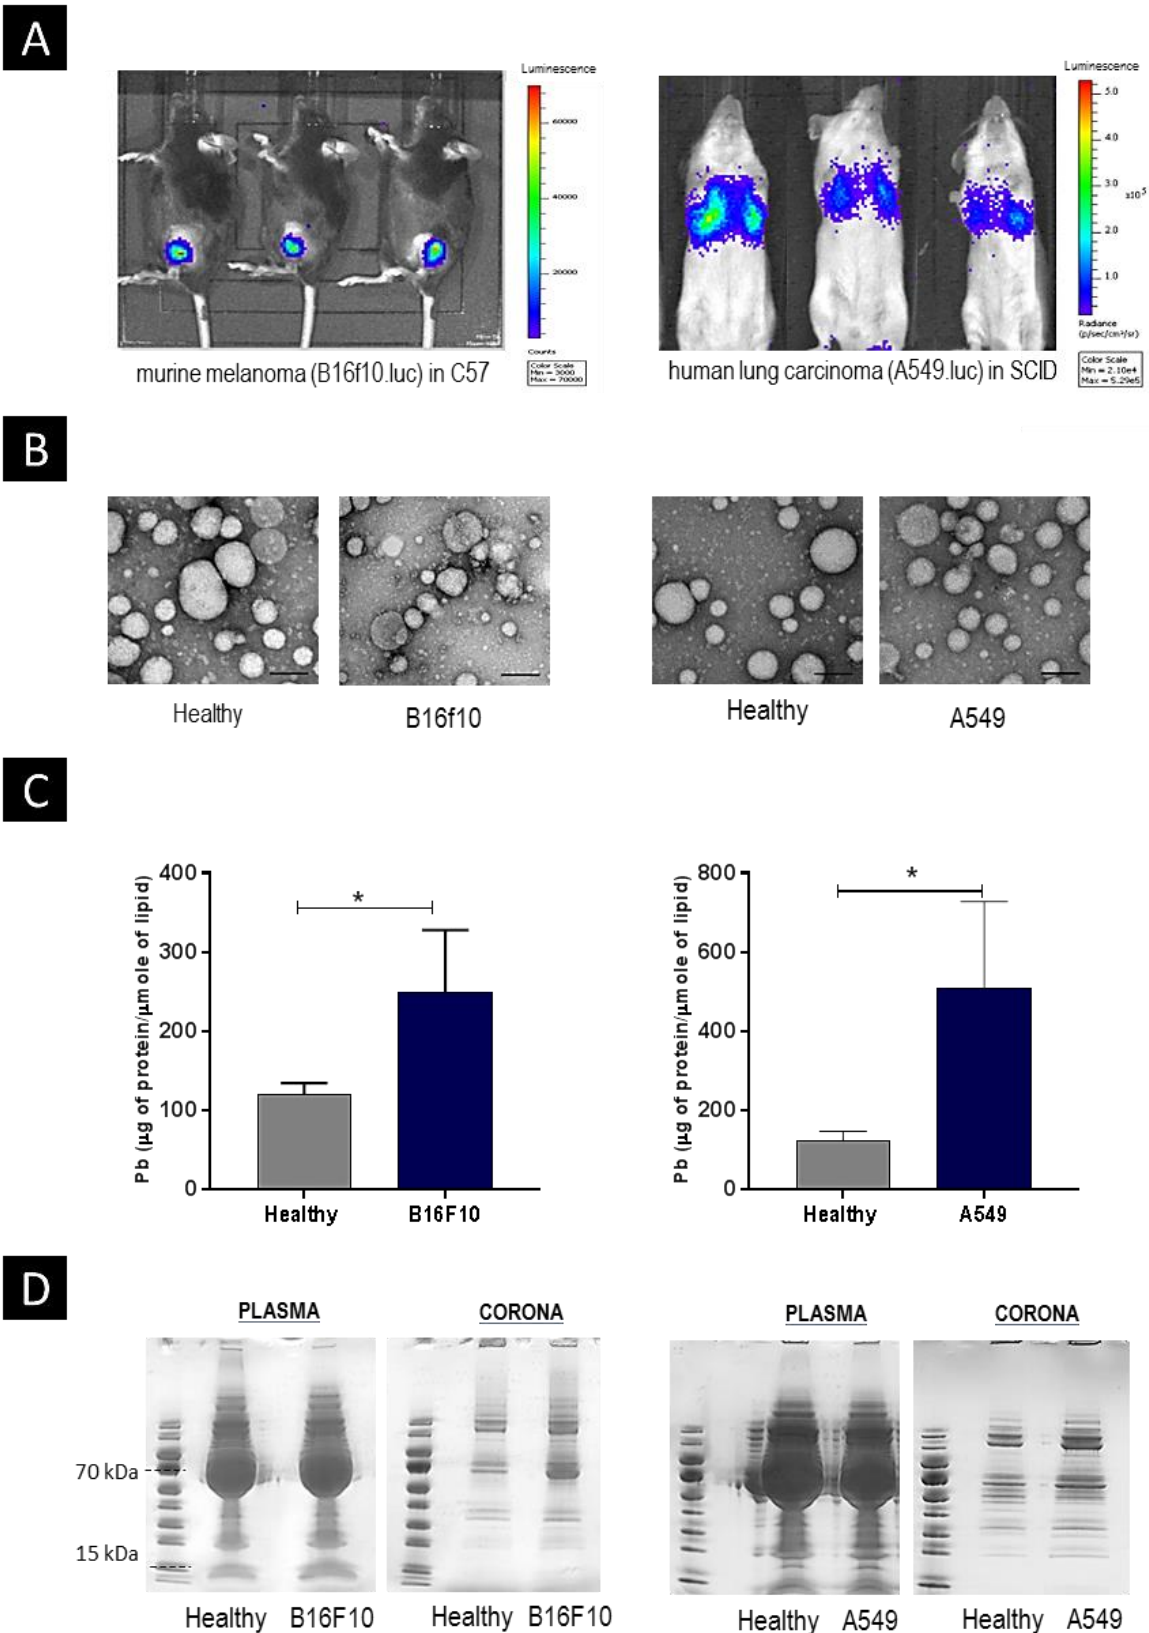 A
Luminescence
60000
40000
20000
Counts
Color Scale
Min = 3000
Max = 70000
murine melanoma (B16f10.luc) in C57
Luminescence
5.0
4.0
3.0
x10⁵
2.0
1.0
Radiance
(p/sec/cm²/sr)
Color Scale
Min = 2.10e4
Max = 5.29e5
human lung carcinoma (A549.luc) in SCID
B
Healthy
B16f10
Healthy
A549
C
Pb (µg of protein/µmole of lipid)
400
300
200
100
0
*
Healthy
B16F10
Pb (µg of protein/µmole of lipid)
800
600
400
200
0
*
Healthy
A549
D
PLASMA
CORONA
PLASMA
CORONA
70 kDa
15 kDa
Healthy B16F10
Healthy B16F10
Healthy A549
Healthy A549